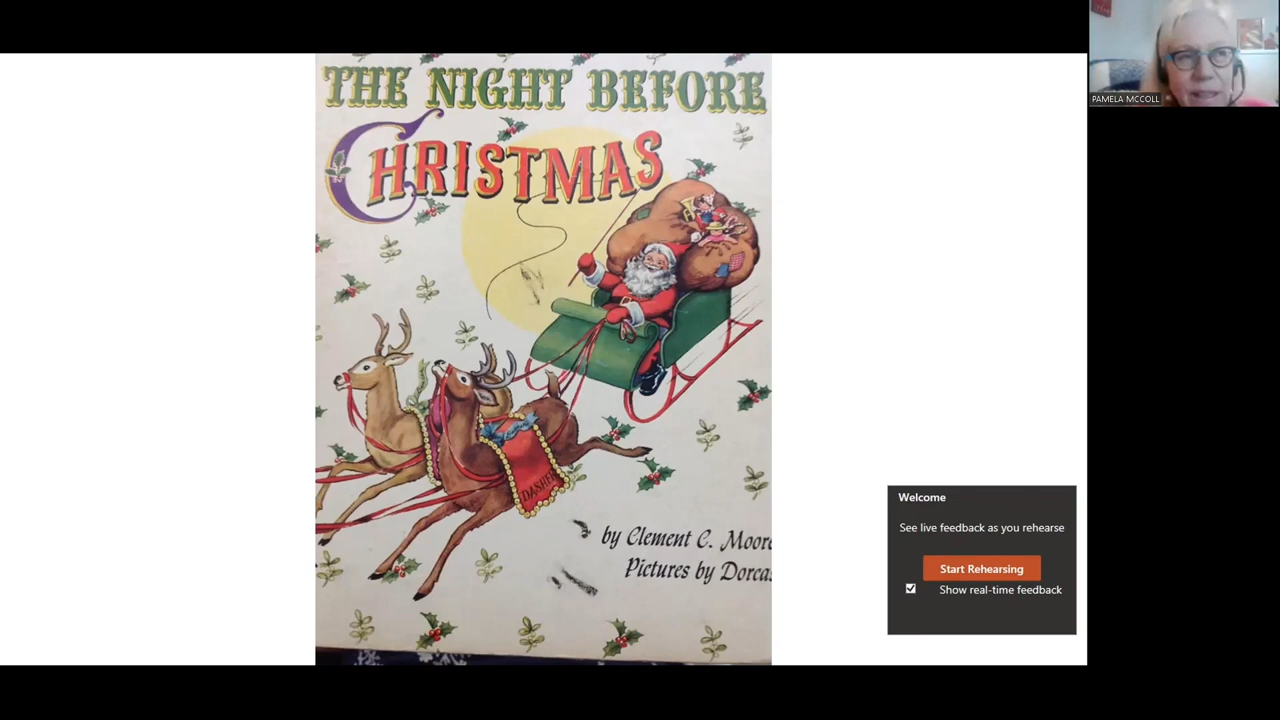 THE NIGHT BEFORE
CHRISTMAS
DASHER
by Clement C. Moore
Pictures by Dorcas
PAMELA MCCOLL
Welcome
See live feedback as you rehearse
Start Rehearsing
Show real-time feedback